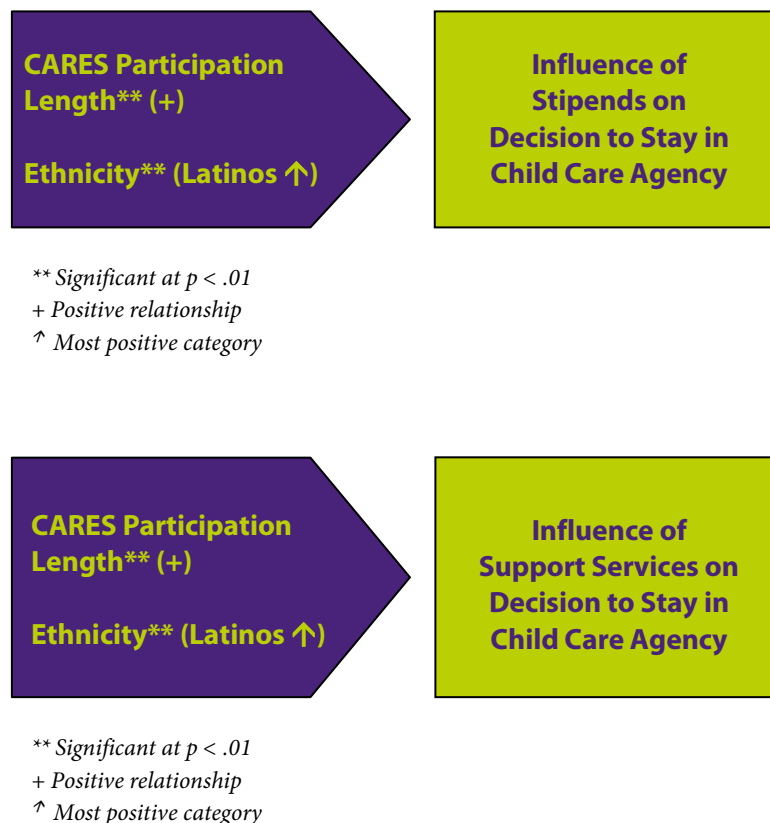 CARES Participation
Length** (+)
Ethnicity** (Latinos ↑)
Influence of
Stipends on
Decision to Stay in
Child Care Agency
** Significant at p < .01
+ Positive relationship
↑ Most positive category
CARES Participation
Length** (+)
Ethnicity** (Latinos ↑)
Influence of
Support Services on
Decision to Stay in
Child Care Agency
** Significant at p < .01
+ Positive relationship
↑ Most positive category